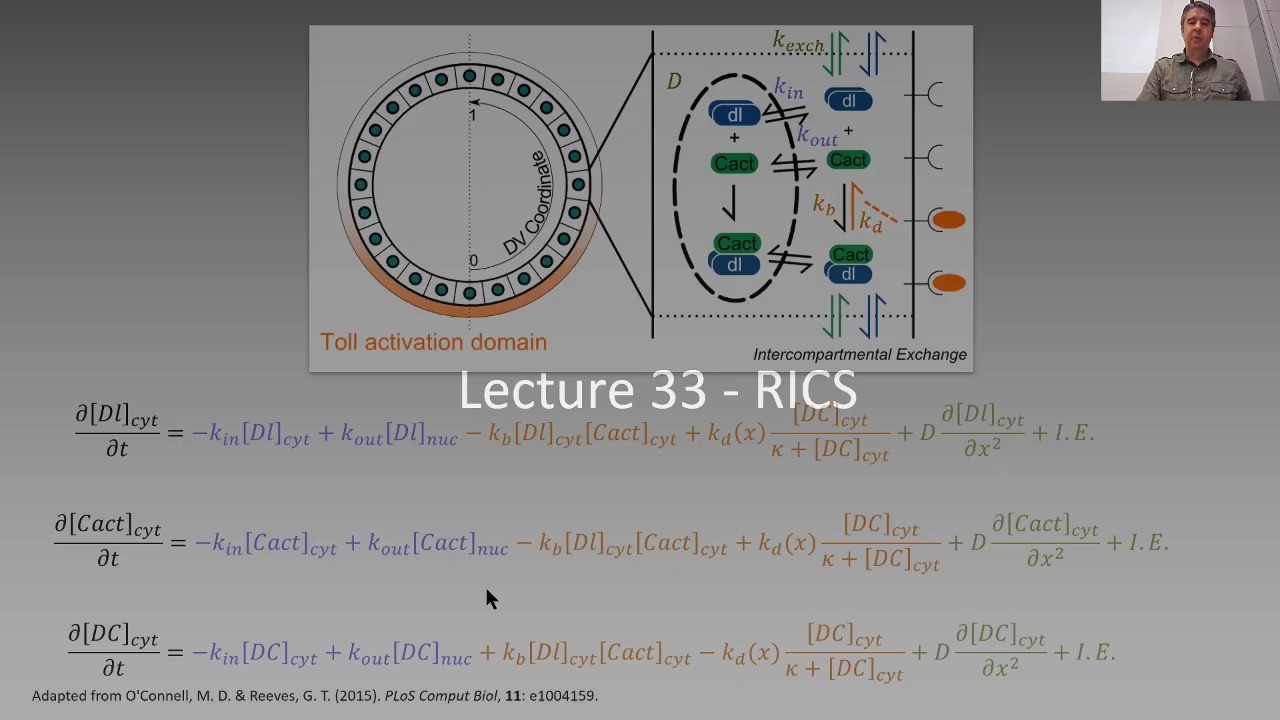 k_exch
D
k_in
dl
dl
+
k_out
+
1
Cact
Cact
DV Coordinate
k_b
k_d
Cact
dl
Cact
dl
0
Toll activation domain
Intercompartmental Exchange
Lecture 33 - RICS
∂[Dl]_cyt/∂t = −k_in[Dl]_cyt + k_out[Dl]_nuc − k_b[Dl]_cyt[Cact]_cyt + k_d(x) [DC]_cyt/(κ + [DC]_cyt) + D ∂[Dl]_cyt/∂x² + I.E.
∂[Cact]_cyt/∂t = −k_in[Cact]_cyt + k_out[Cact]_nuc − k_b[Dl]_cyt[Cact]_cyt + k_d(x) [DC]_cyt/(κ + [DC]_cyt) + D ∂[Cact]_cyt/∂x² + I.E.
∂[DC]_cyt/∂t = −k_in[DC]_cyt + k_out[DC]_nuc + k_b[Dl]_cyt[Cact]_cyt − k_d(x) [DC]_cyt/(κ + [DC]_cyt) + D ∂[DC]_cyt/∂x² + I.E.
Adapted from O'Connell, M. D. & Reeves, G. T. (2015). PLoS Comput Biol, 11: e1004159.